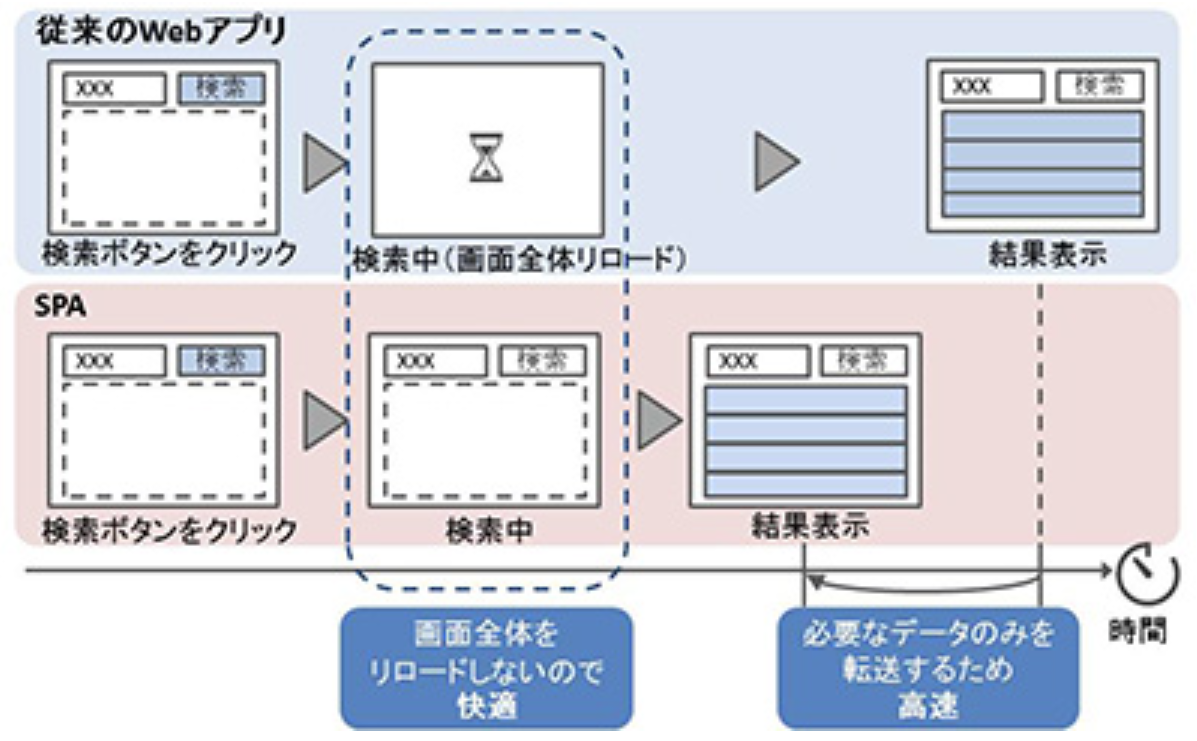 従来のWebアプリ
XXX 検索
XXX 検索
検索ボタンをクリック
検索中(画面全体リロード)
結果表示
SPA
XXX 検索
XXX 検索
XXX 検索
検索ボタンをクリック
検索中
結果表示
時間
画面全体を
リロードしないので
快適
必要なデータのみを
転送するため
高速